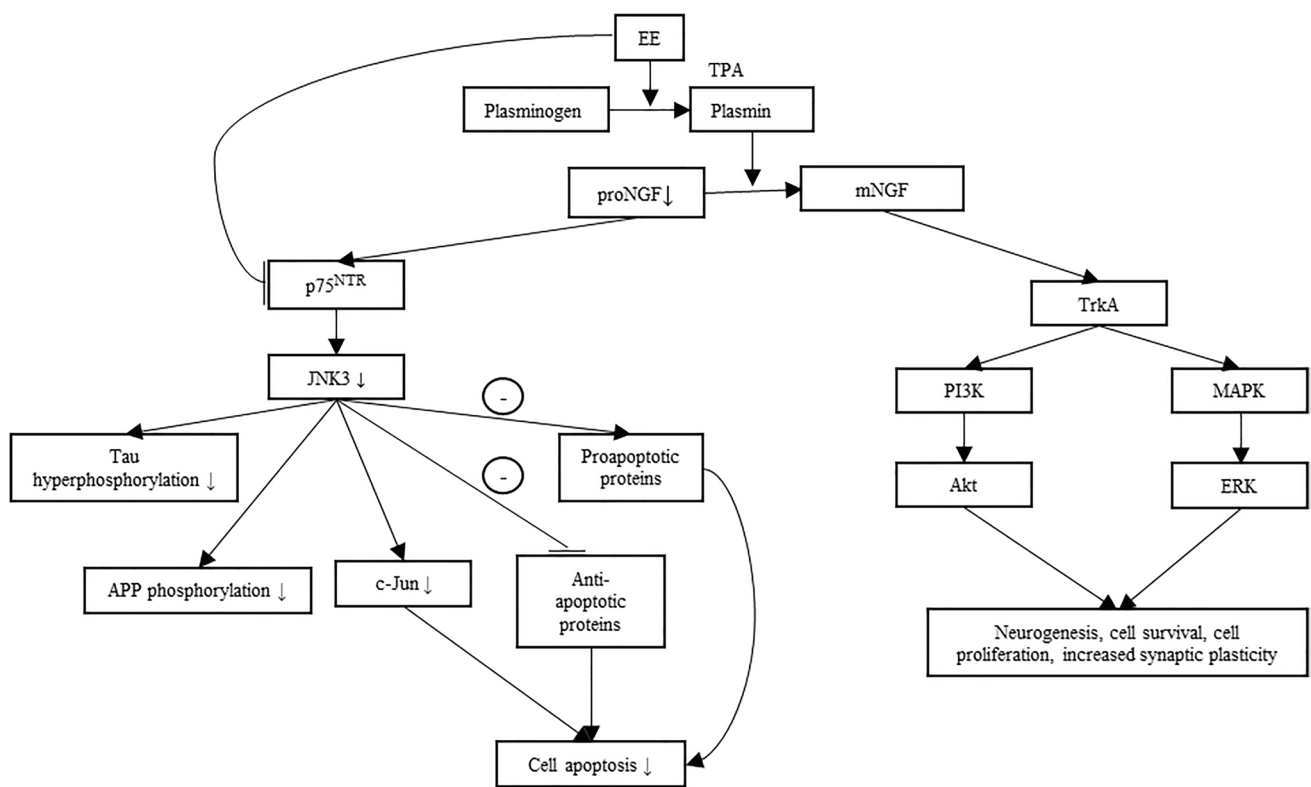 EE
TPA
Plasminogen
Plasmin
proNGF↓
mNGF
p75NTR
TrkA
JNK3 ↓
PI3K
MAPK
-
Tau
hyperphosphorylation ↓
Proapoptotic
proteins
-
Akt
ERK
APP phosphorylation ↓
c-Jun ↓
Anti-
apoptotic
proteins
Neurogenesis, cell survival, cell
proliferation, increased synaptic plasticity
Cell apoptosis ↓